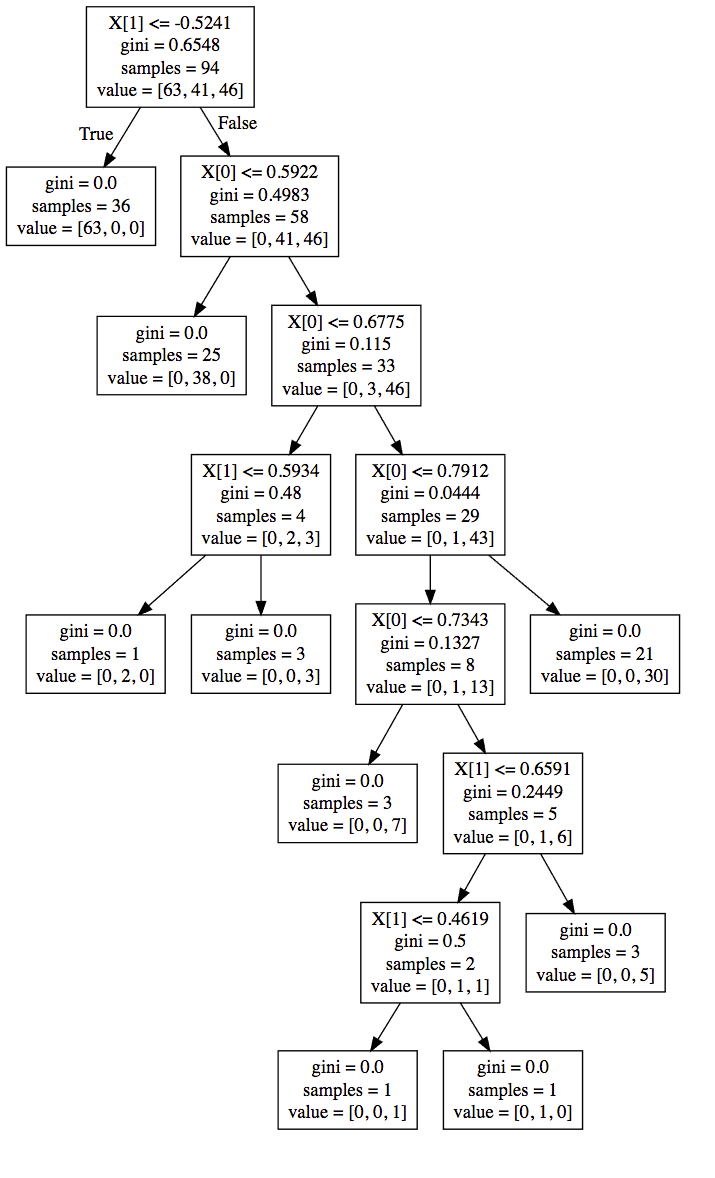 X[1] <= -0.5241
gini = 0.6548
samples = 94
value = [63, 41, 46]
True
False
gini = 0.0
samples = 36
value = [63, 0, 0]
X[0] <= 0.5922
gini = 0.4983
samples = 58
value = [0, 41, 46]
gini = 0.0
samples = 25
value = [0, 38, 0]
X[0] <= 0.6775
gini = 0.115
samples = 33
value = [0, 3, 46]
X[1] <= 0.5934
gini = 0.48
samples = 4
value = [0, 2, 3]
X[0] <= 0.7912
gini = 0.0444
samples = 29
value = [0, 1, 43]
gini = 0.0
samples = 1
value = [0, 2, 0]
gini = 0.0
samples = 3
value = [0, 0, 3]
X[0] <= 0.7343
gini = 0.1327
samples = 8
value = [0, 1, 13]
gini = 0.0
samples = 21
value = [0, 0, 30]
gini = 0.0
samples = 3
value = [0, 0, 7]
X[1] <= 0.6591
gini = 0.2449
samples = 5
value = [0, 1, 6]
X[1] <= 0.4619
gini = 0.5
samples = 2
value = [0, 1, 1]
gini = 0.0
samples = 3
value = [0, 0, 5]
gini = 0.0
samples = 1
value = [0, 0, 1]
gini = 0.0
samples = 1
value = [0, 1, 0]